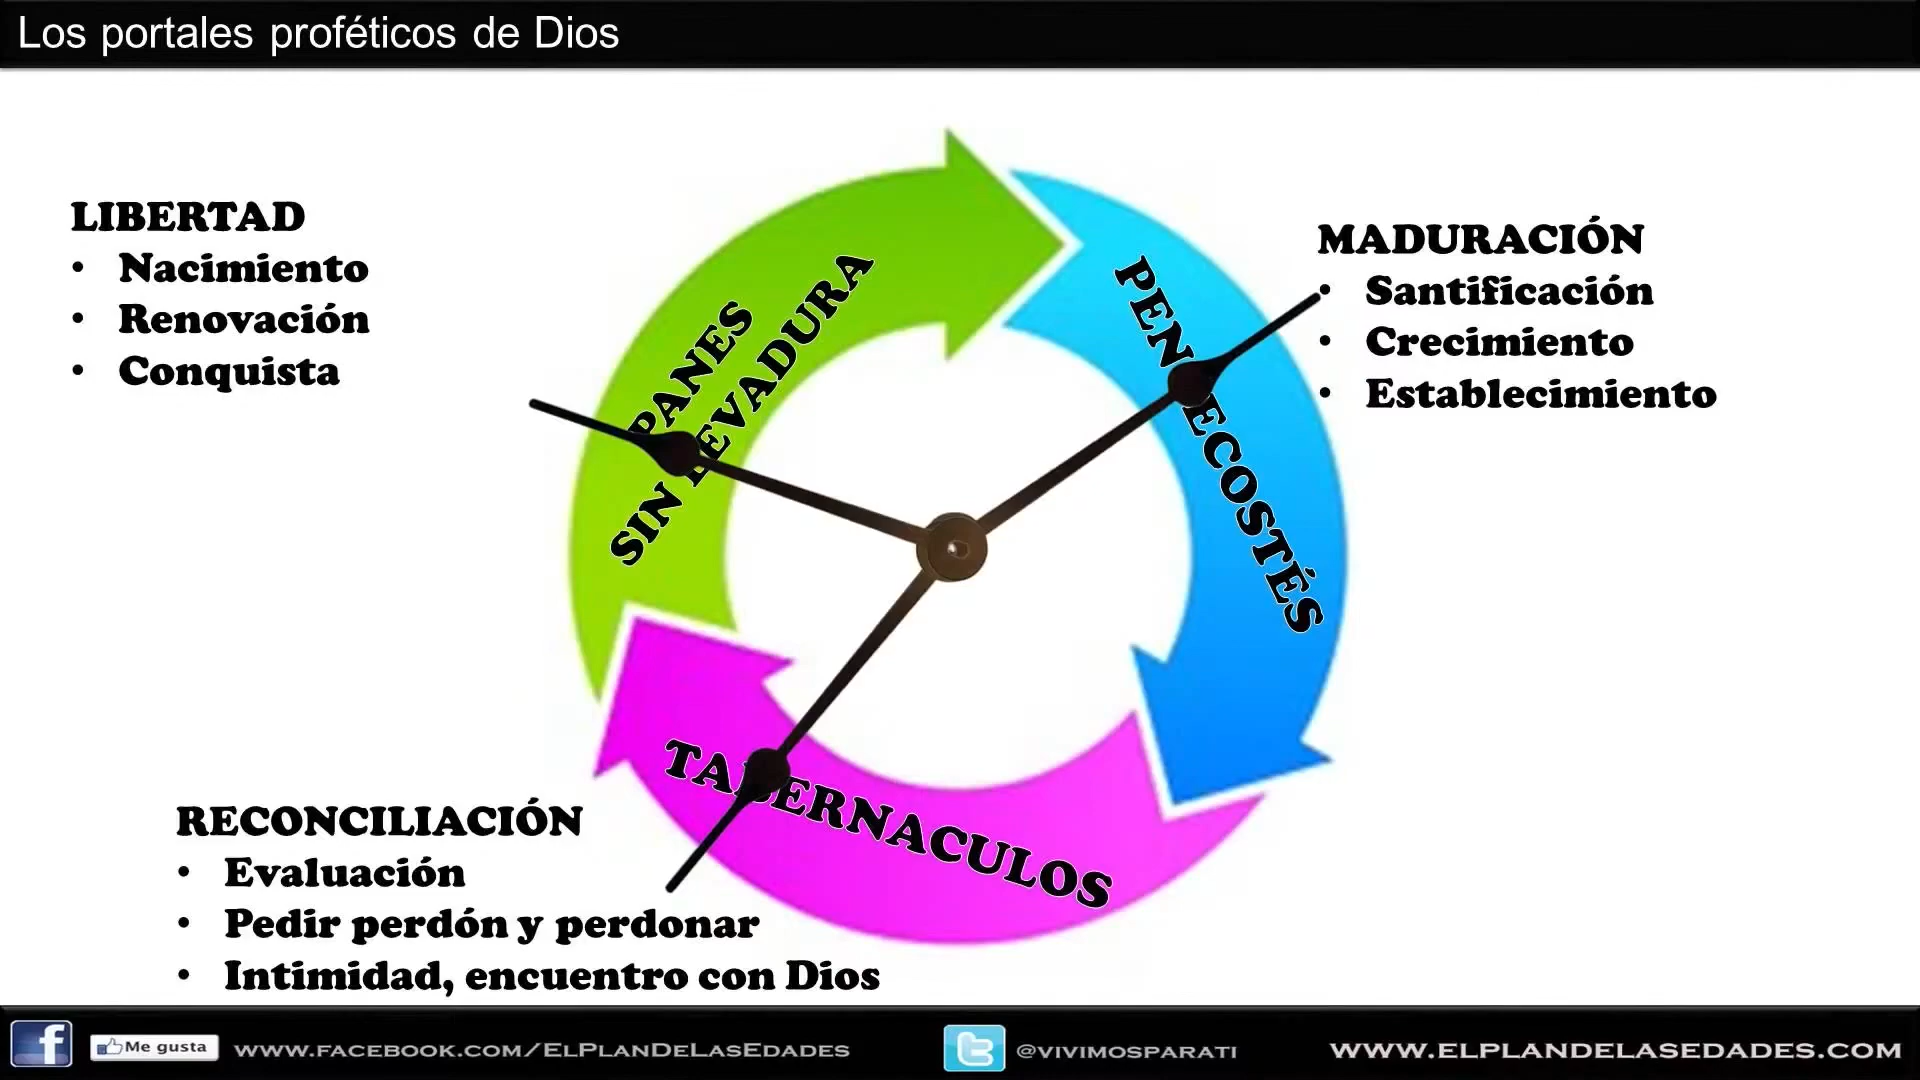 Los portales proféticos de Dios
LIBERTAD
• Nacimiento
• Renovación
• Conquista
PANES
SIN LEVADURA
PENTECOSTÉS
MADURACIÓN
• Santificación
• Crecimiento
• Establecimiento
TABERNACULOS
RECONCILIACIÓN
• Evaluación
• Pedir perdón y perdonar
• Intimidad, encuentro con Dios
f Me gusta www.facebook.com/ElPlanDeLasEdades t @vivimosparati www.elplandelasedades.com